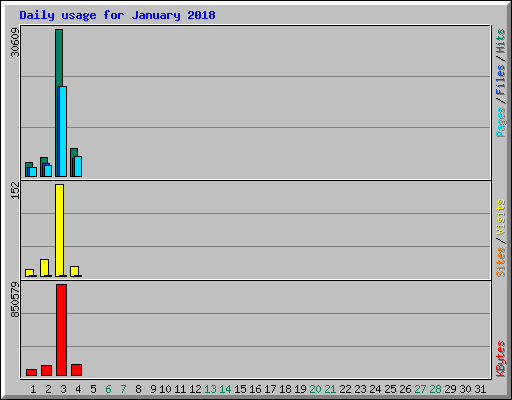 Daily usage for January 2018
30609
152
850579
Pages/Files/Hits
Sites/Visits
KBytes
1 2 3 4 5 6 7 8 9 10 11 12 13 14 15 16 17 18 19 20 21 22 23 24 25 26 27 28 29 30 31